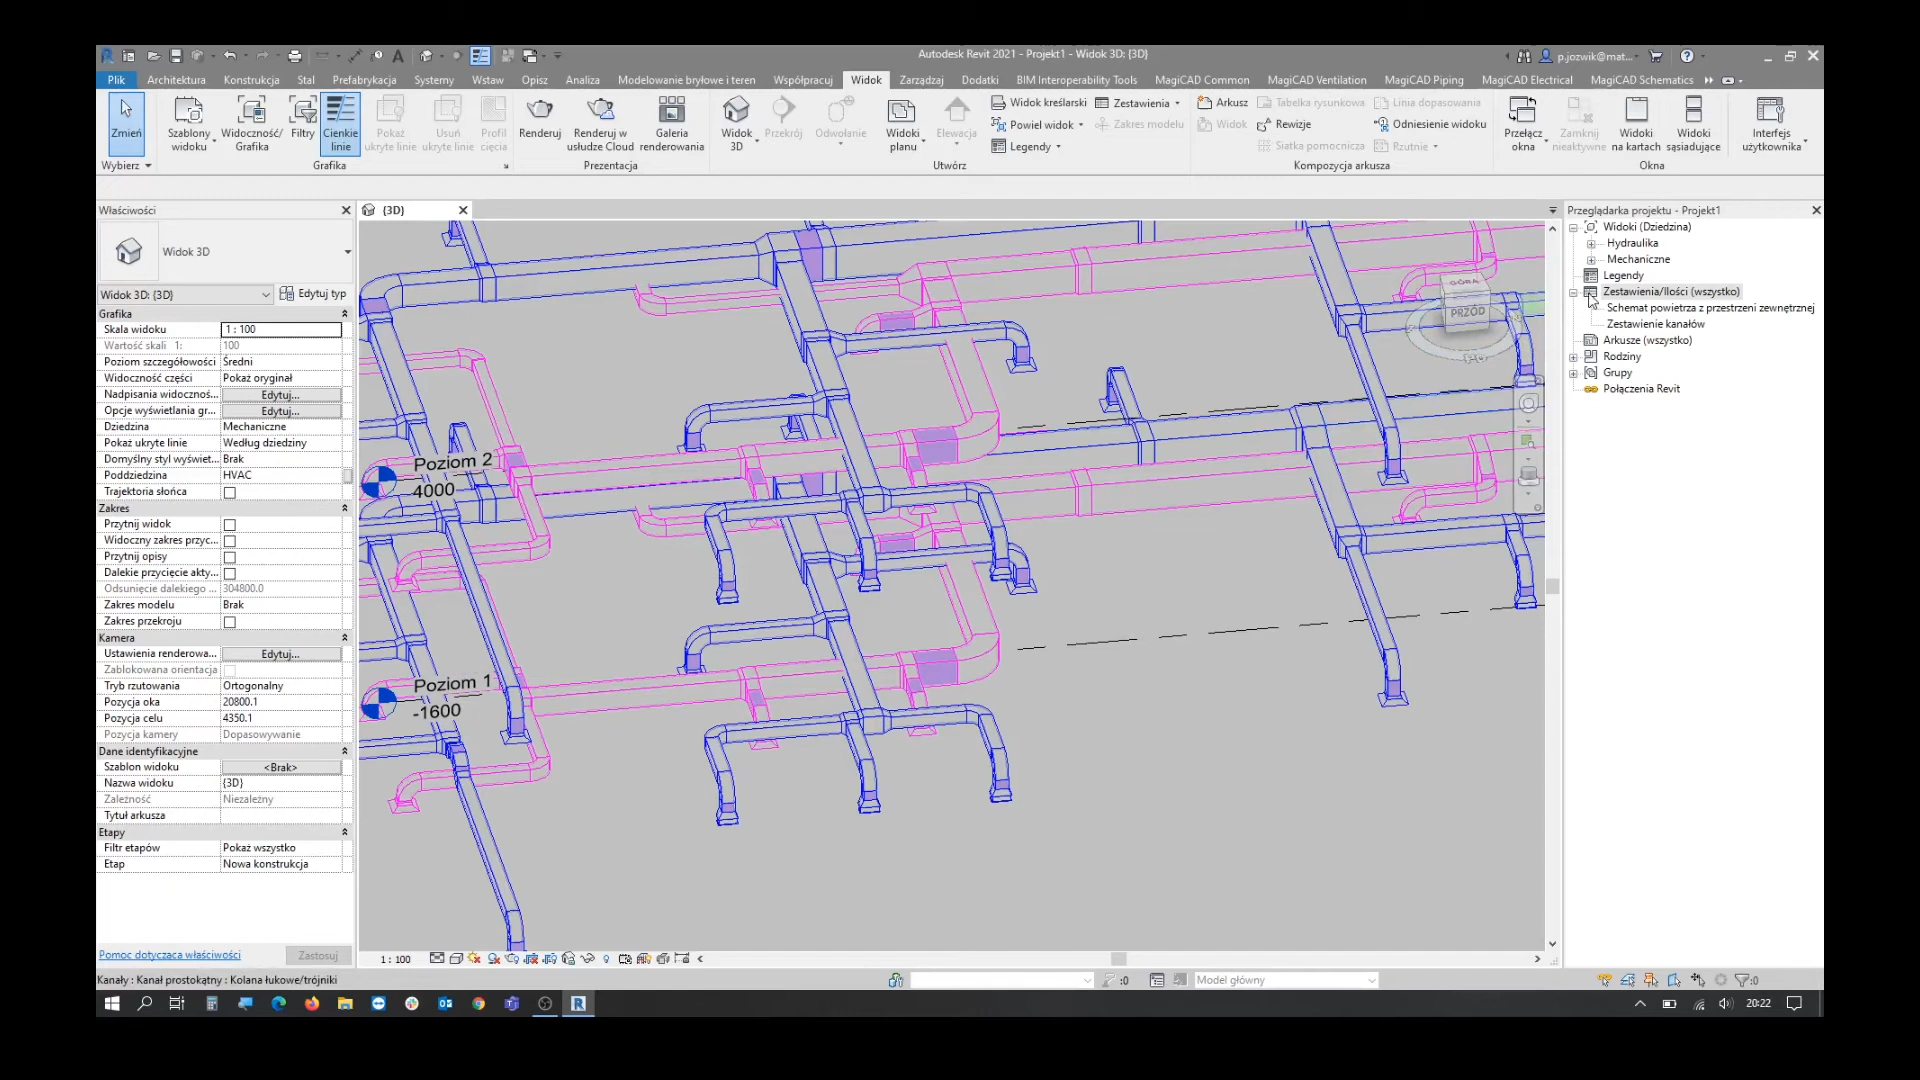 Autodesk Revit 2021 - Projekt1 - Widok 3D: {3D}
p.jozwik@mat...
Plik Architektura Konstrukcja Stal Prefabrykacja Systemy Wstaw Opisz Analiza Modelowanie bryłowe i teren Współpracuj Widok Zarządzaj Dodatki BIM Interoperability Tools MagiCAD Common MagiCAD Ventilation MagiCAD Piping MagiCAD Electrical MagiCAD Schematics
Zmień
Szablony widoku
Widoczność/ Grafika
Filtry
Cienkie linie
Pokaż ukryte linie
Usuń ukryte linie
Profil cięcia
Renderuj
Renderuj w usłudze Cloud
Galeria renderowania
Widok 3D
Przekrój
Odwołanie
Widoki planu
Elewacja
Widok kreślarski
Powiel widok
Legendy
Zestawienia
Zakres modelu
Arkusz
Widok
Tabelka rysunkowa
Rewizje
Siatka pomocnicza
Linia dopasowania
Odniesienie widoku
Rzutnie
Przełącz okna
Zamknij nieaktywne
Widoki na kartach
Widoki sąsiadujące
Interfejs użytkownika
Wybierz Grafika Prezentacja Utwórz Kompozycja arkusza Okna
Właściwości
Widok 3D
Widok 3D: {3D} Edytuj typ
Grafika
Skala widoku 1 : 100
Wartość skali 1: 100
Poziom szczegółowości Średni
Widoczność części Pokaż oryginał
Nadpisania widocznoś... Edytuj...
Opcje wyświetlania gr... Edytuj...
Dziedzina Mechaniczne
Pokaż ukryte linie Według dziedziny
Domyślny styl wyświet... Brak
Poddziedzina HVAC
Trajektoria słońca
Zakres
Przytnij widok
Widoczny zakres przyc...
Przytnij opisy
Dalekie przycięcie akty...
Odsunięcie dalekiego ... 304800.0
Zakres modelu Brak
Zakres przekroju
Kamera
Ustawienia renderowa... Edytuj...
Zablokowana orientacja
Tryb rzutowania Ortogonalny
Pozycja oka 20800.1
Pozycja celu 4350.1
Pozycja kamery Dopasowywanie
Dane identyfikacyjne
Szablon widoku <Brak>
Nazwa widoku {3D}
Zależność Niezależny
Tytuł arkusza
Etapy
Filtr etapów Pokaż wszystko
Etap Nowa konstrukcja
Pomoc dotycząca właściwości Zastosuj
{3D}
GÓRA
PRZÓD
Poziom 2
4000
Poziom 1
-1600
1 : 100
Przeglądarka projektu - Projekt1
Widoki (Dziedzina)
Hydraulika
Mechaniczne
Legendy
Zestawienia/Ilości (wszystko)
Schemat powietrza z przestrzeni zewnętrznej
Zestawienie kanałów
Arkusze (wszystko)
Rodziny
Grupy
Połączenia Revit
Kanały : Kanał prostokątny : Kolana łukowe/trójniki
:0 Model główny :0
20:22